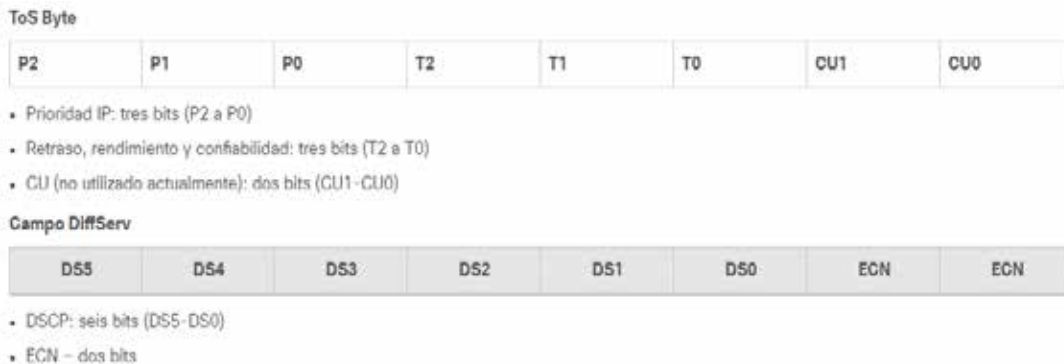 ToS Byte
P2 P1 P0 T2 T1 T0 CU1 CU0
• Prioridad IP: tres bits (P2 a P0)
• Retraso, rendimiento y confiabilidad: tres bits (T2 a T0)
• CU (no utilizado actualmente): dos bits (CU1-CU0)
Campo DiffServ
DS5 DS4 DS3 DS2 DS1 DS0 ECN ECN
• DSCP: seis bits (DS5-DS0)
• ECN – dos bits